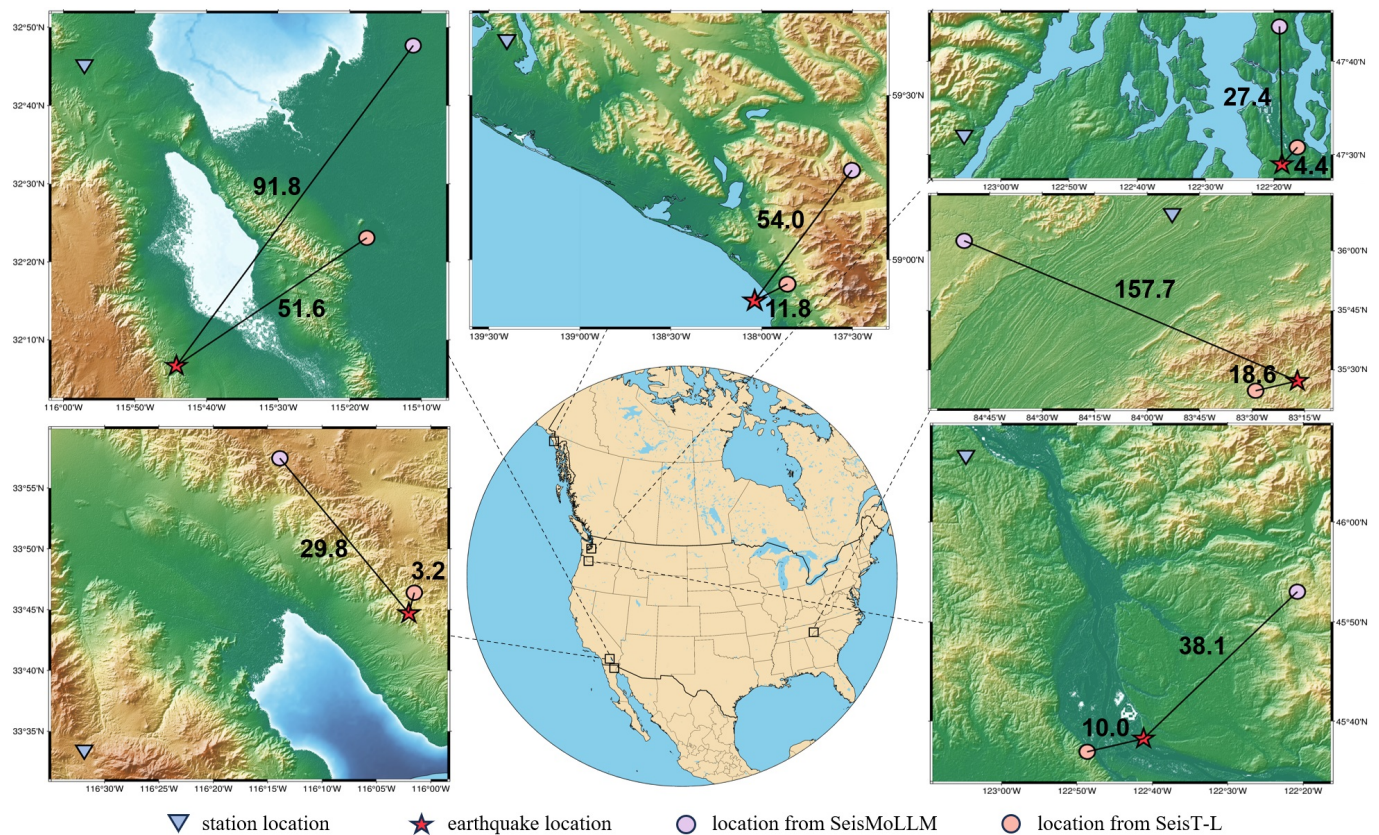 32°50'N
32°40'N
32°30'N
32°20'N
32°10'N
91.8
51.6
116°00'W
115°50'W
115°40'W
115°30'W
115°20'W
115°10'W
59°30'N
59°00'N
54.0
11.8
139°30'W
139°00'W
138°30'W
138°00'W
137°30'W
47°40'N
47°30'N
27.4
4.4
123°00'W
122°50'W
122°40'W
122°30'W
122°20'W
36°00'N
35°45'N
35°30'N
157.7
18.6
84°45'W
84°30'W
84°15'W
84°00'W
83°45'W
83°30'W
83°15'W
33°55'N
33°50'N
33°45'N
33°40'N
33°35'N
29.8
3.2
116°30'W
116°25'W
116°20'W
116°15'W
116°10'W
116°05'W
116°00'W
46°00'N
45°50'N
45°40'N
38.1
10.0
123°00'W
122°50'W
122°40'W
122°30'W
122°20'W
station location
earthquake location
location from SeisMoLLM
location from SeisT-L